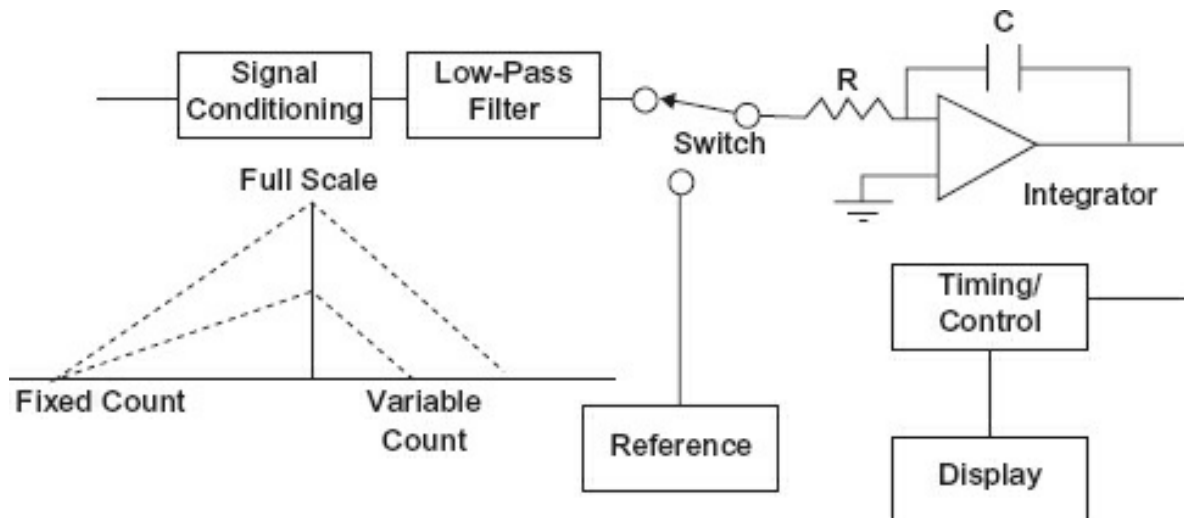 C
Signal
Conditioning
Low-Pass
Filter
R
Switch
Full Scale
Integrator
Timing/
Control
Fixed Count
Variable
Count
Reference
Display